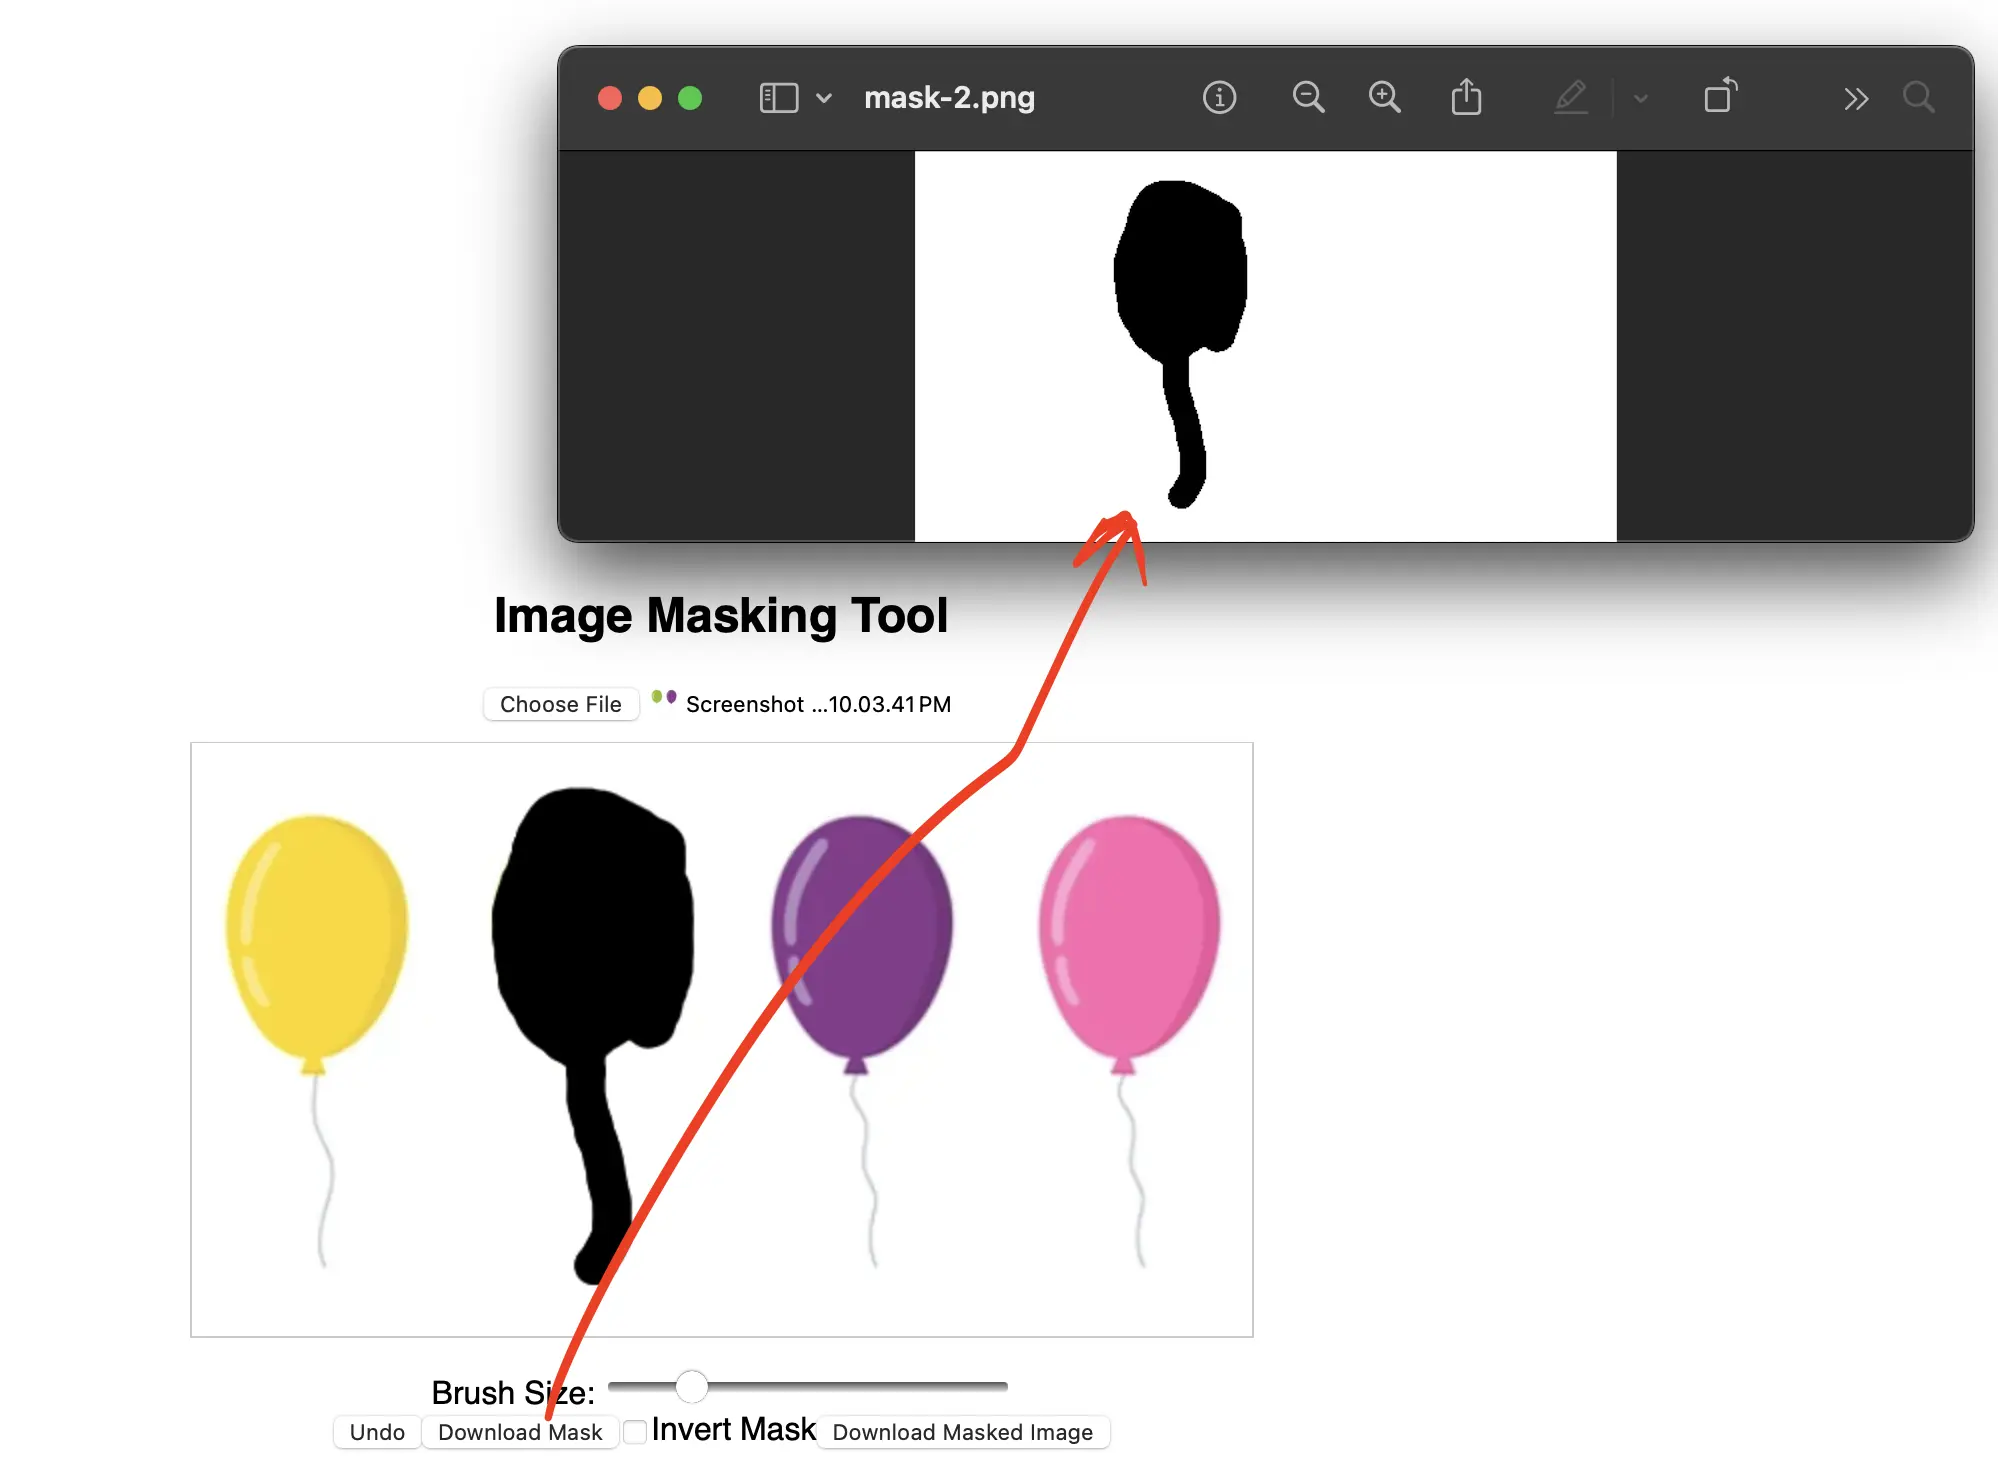 mask-2.png
Image Masking Tool
Choose File Screenshot ...10.03.41 PM
Brush Size:
Undo Download Mask Invert Mask Download Masked Image